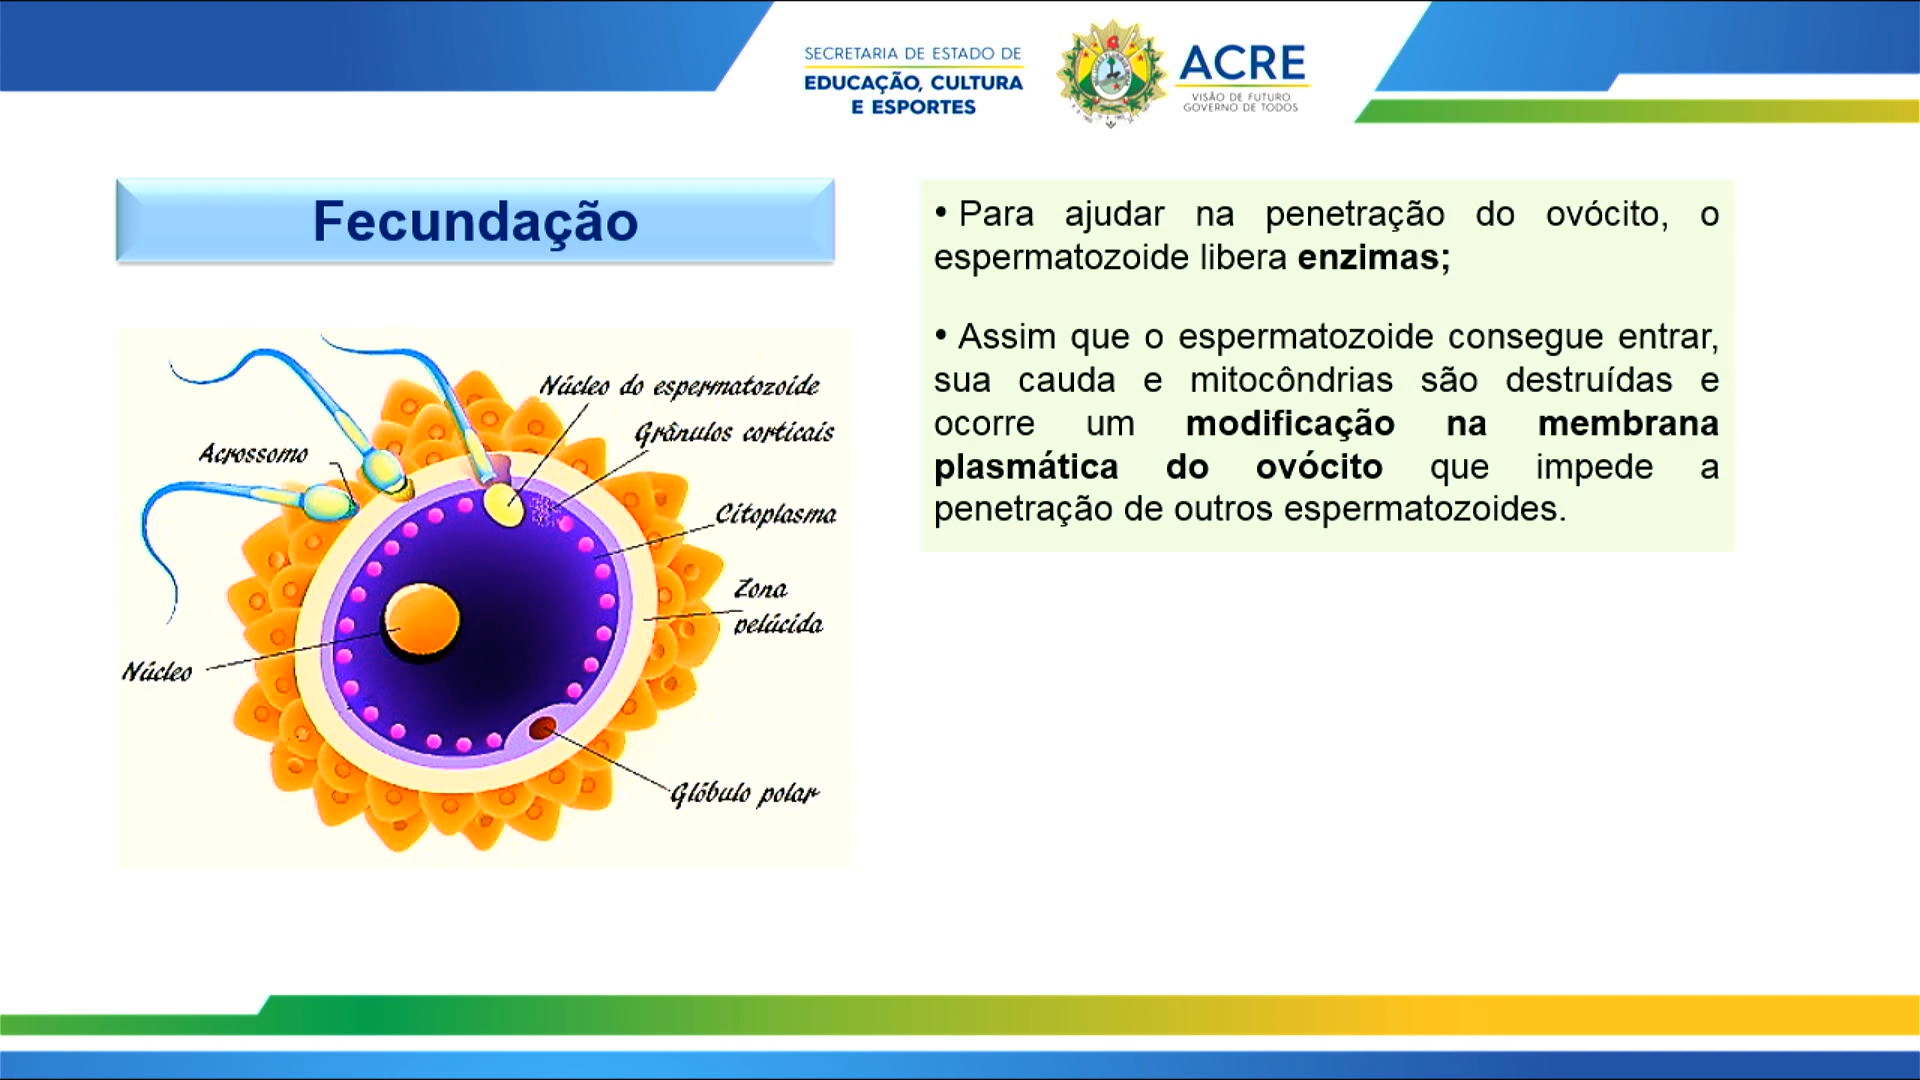 SECRETARIA DE ESTADO DE
EDUCAÇÃO, CULTURA
E ESPORTES
ACRE
VISÃO DE FUTURO
GOVERNO DE TODOS
Fecundação
Núcleo do espermatozoide
Grânulos corticais
Acrossomo
Citoplasma
Zona
pelúcida
Núcleo
Glóbulo polar
• Para ajudar na penetração do ovócito, o
espermatozoide libera enzimas;
• Assim que o espermatozoide consegue entrar,
sua cauda e mitocôndrias são destruídas e
ocorre um modificação na membrana
plasmática do ovócito que impede a
penetração de outros espermatozoides.